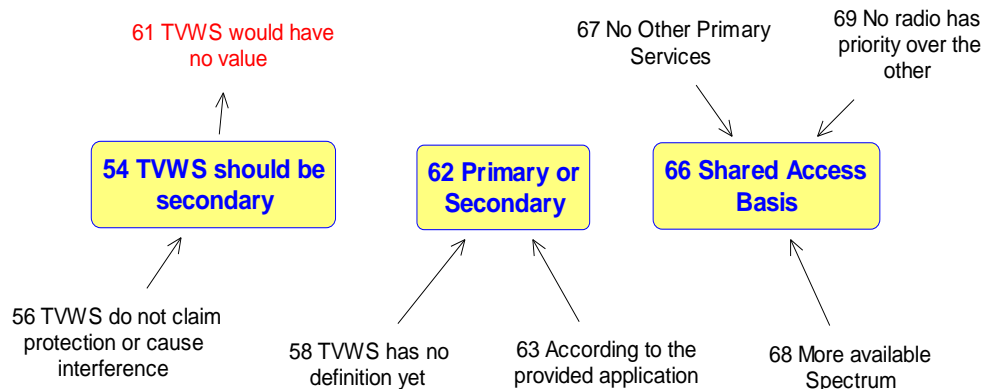 61 TVWS would have
no value
67 No Other Primary
Services
69 No radio has
priority over the
other
54 TVWS should be
secondary
62 Primary or
Secondary
66 Shared Access
Basis
56 TVWS do not claim
protection or cause
interference
58 TVWS has no
definition yet
63 According to the
provided application
68 More available
Spectrum